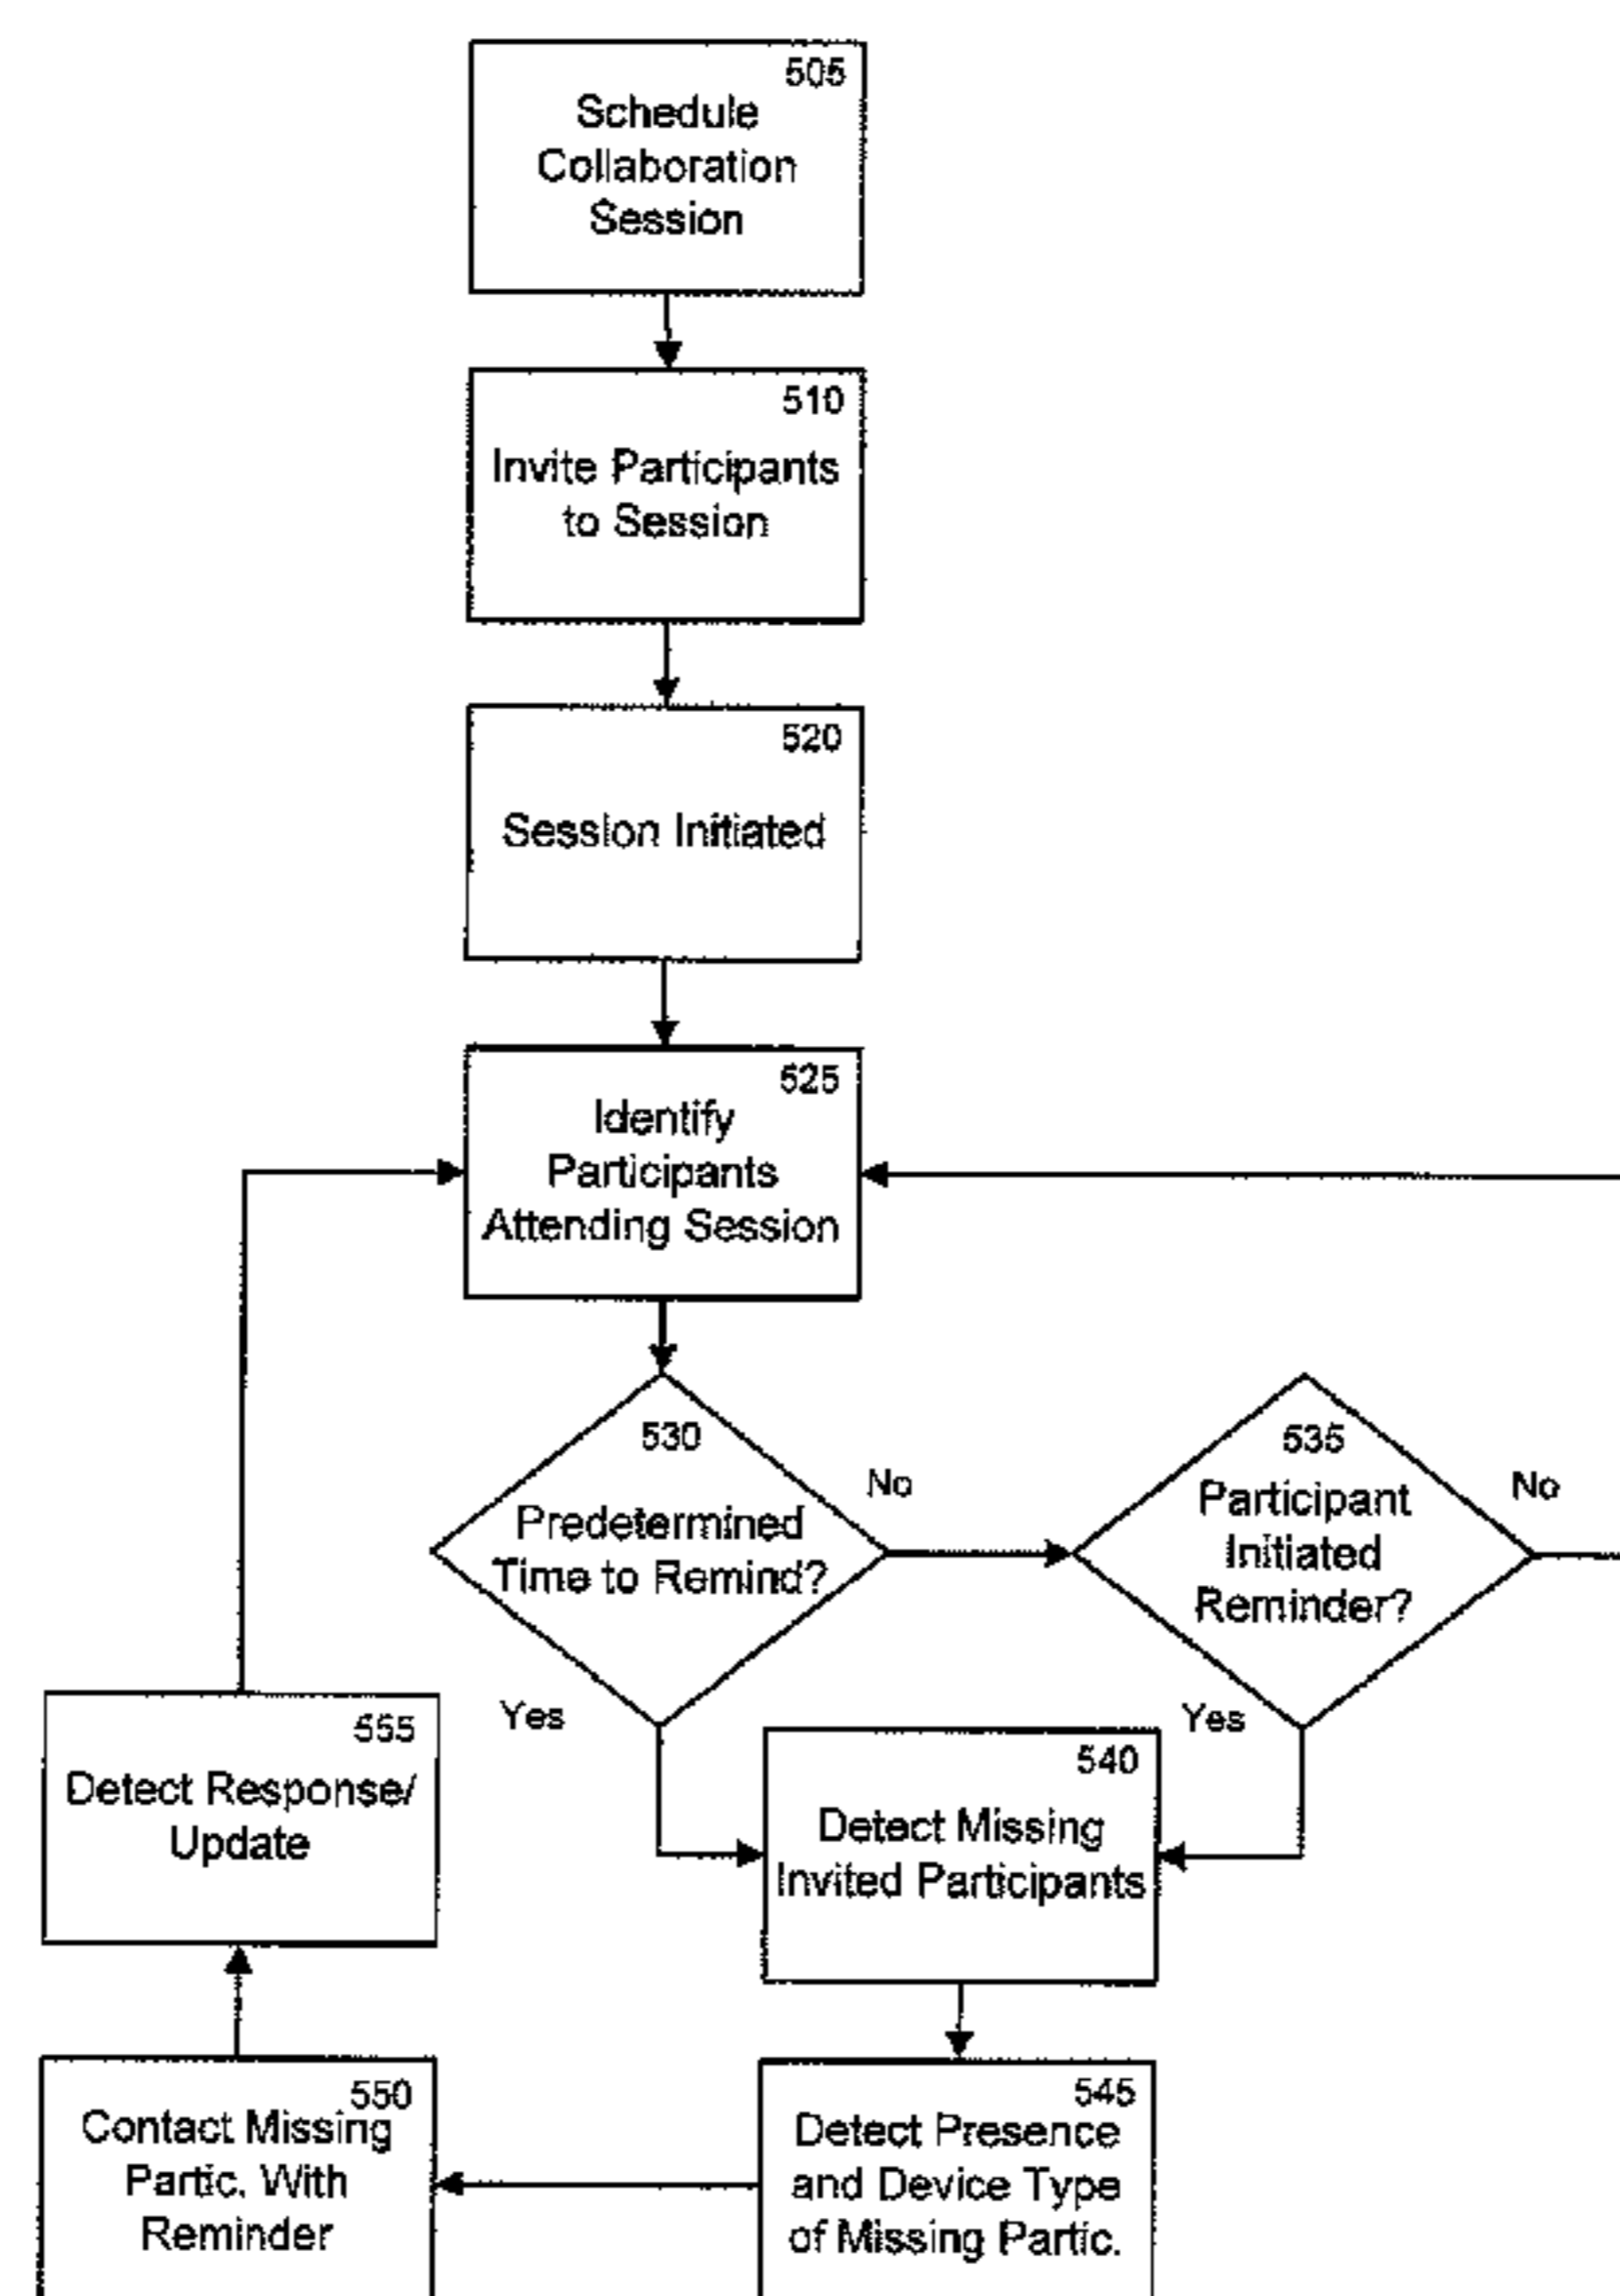 505
Schedule
Collaboration
Session
510
Invite Participants
to Session
520
Session Initiated
525
Identify
Participants
Attending Session
530
Predetermined
Time to Remind?
No
Yes
535
Participant
Initiated
Reminder?
No
Yes
540
Detect Missing
Invited Participants
545
Detect Presence
and Device Type
of Missing Partic.
550
Contact Missing
Partic. With
Reminder
555
Detect Response/
Update